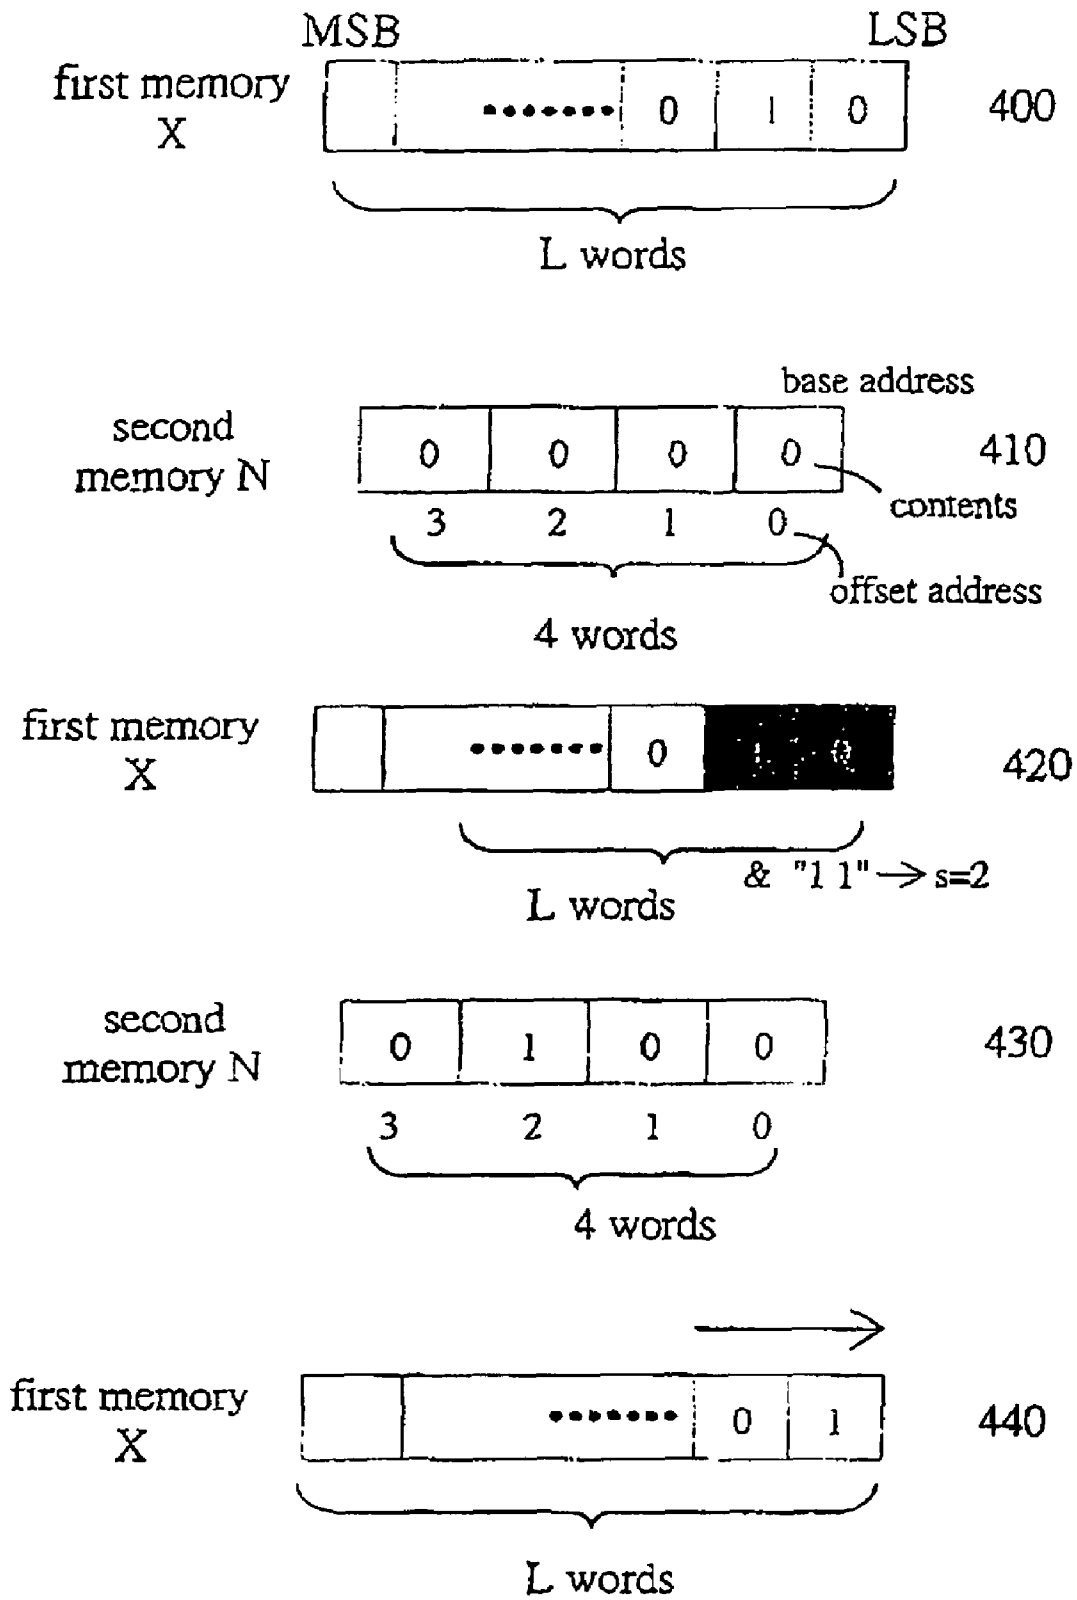 MSB LSB
first memory
X
0 1 0 400
L words
base address
second
memory N
0 0 0 0 410
contents
3 2 1 0
offset address
4 words
first memory
X
0 1 0 420
& "1 1" → s=2
L words
second
memory N
0 1 0 0 430
3 2 1 0
4 words
first memory
X
0 1 440
L words